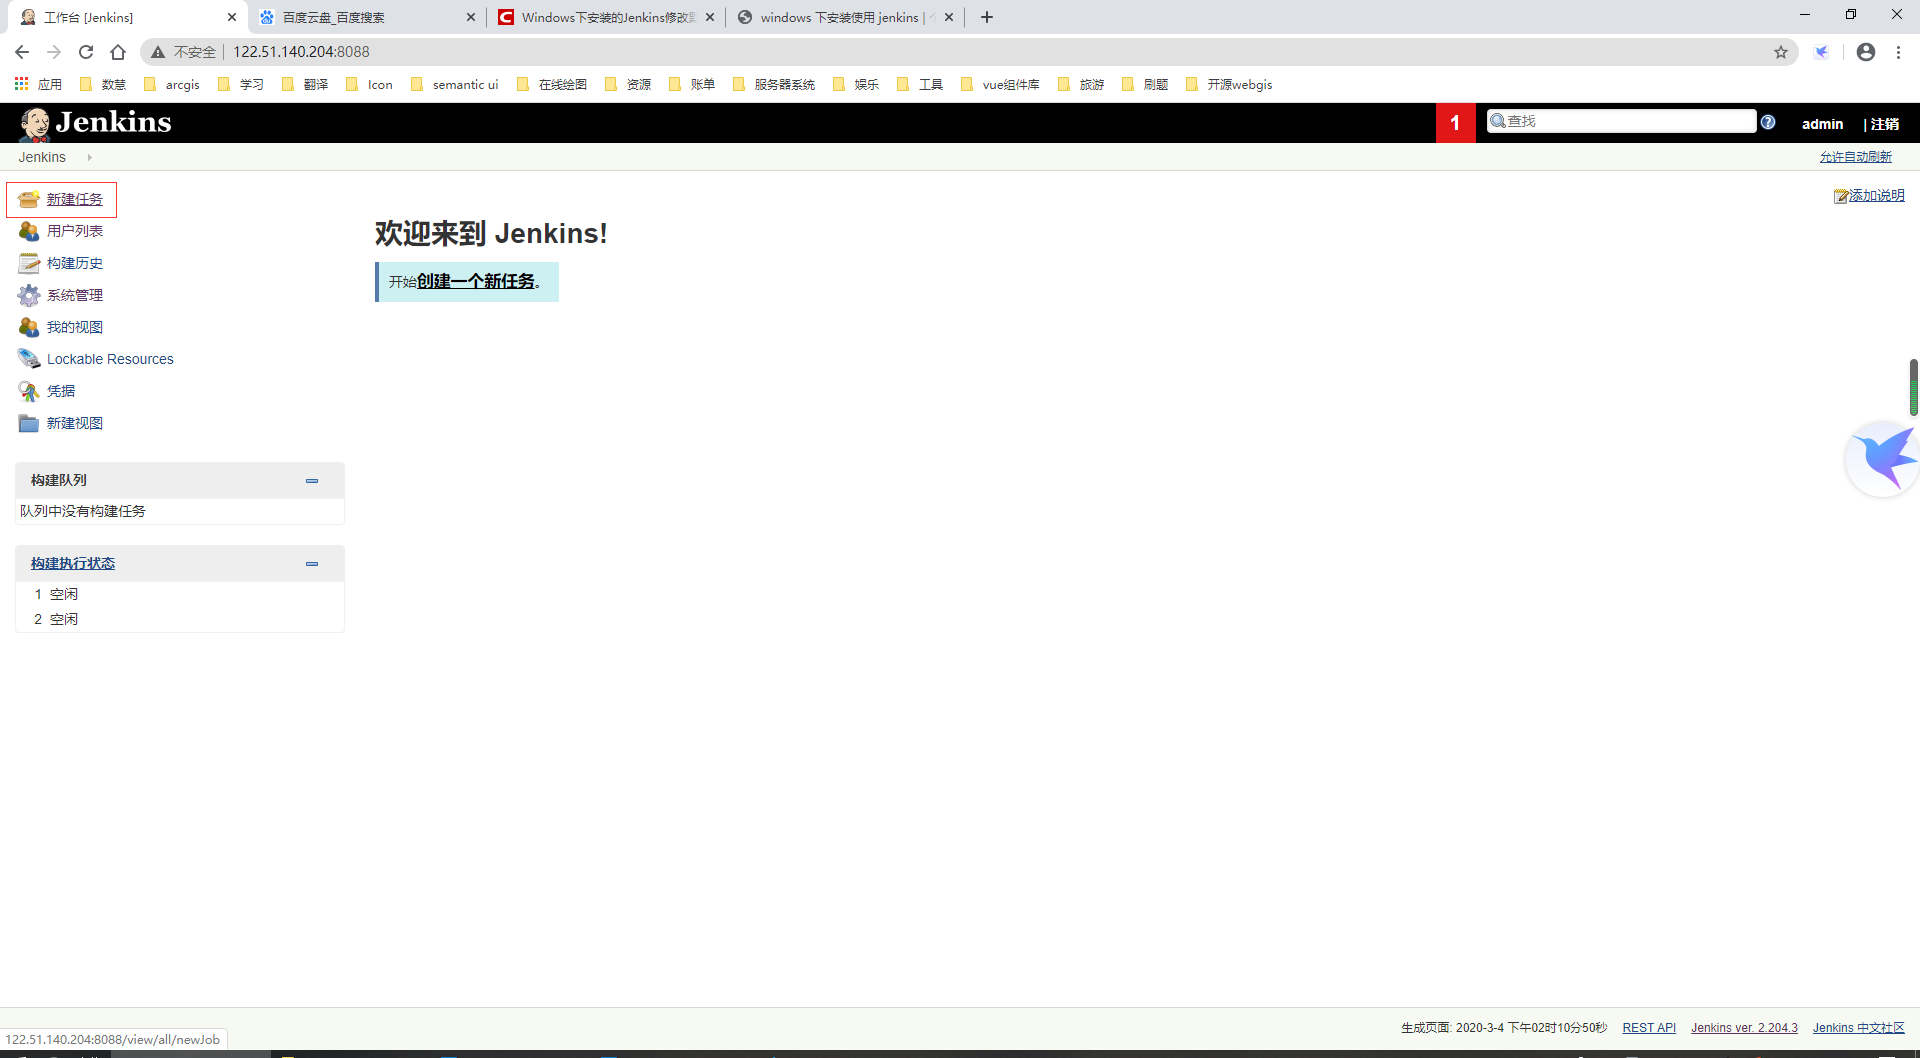 工作台 [Jenkins]
百度云盘_百度搜索
Windows下安装的Jenkins修改
windows 下安装使用 jenkins |
不安全
122.51.140.204:8088
应用
数慧
arcgis
学习
翻译
Icon
semantic ui
在线绘图
资源
账单
服务器系统
娱乐
工具
vue组件库
旅游
刷题
开源webgis
Jenkins
1
查找
admin
| 注销
Jenkins
允许自动刷新
新建任务
用户列表
构建历史
系统管理
我的视图
Lockable Resources
凭据
新建视图
添加说明
欢迎来到 Jenkins!
开始创建一个新任务。
构建队列
队列中没有构建任务
构建执行状态
1 空闲
2 空闲
生成页面: 2020-3-4 下午02时10分50秒
REST API
Jenkins ver. 2.204.3
Jenkins 中文社区
122.51.140.204:8088/view/all/newJob